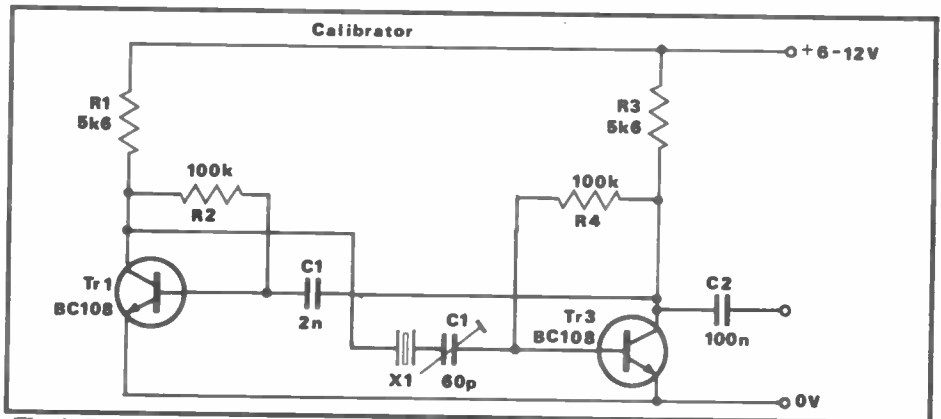 Calibrator
+6-12V
R1
5k6
R3
5k6
100k
R2
100k
R4
Tr1
BC108
C1
2n
C1
60p
X1
Tr3
BC108
C2
100n
0V